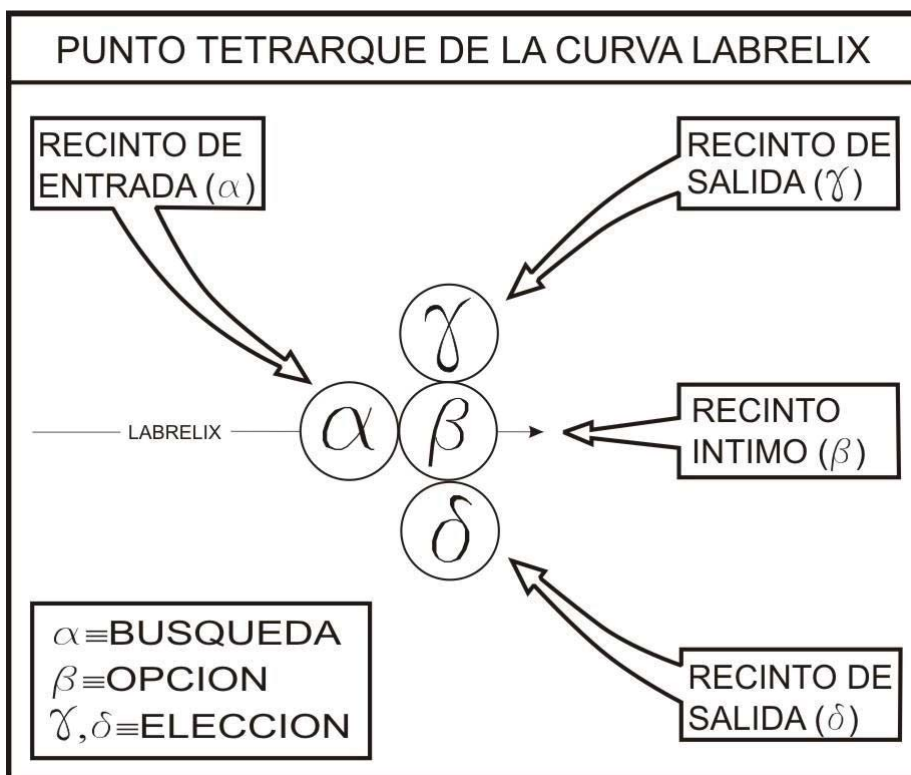 PUNTO TETRARQUE DE LA CURVA LABRELIX
RECINTO DE
ENTRADA (α)
RECINTO DE
SALIDA (γ)
γ
LABRELIX
α
β
RECINTO
INTIMO (β)
δ
α≡BUSQUEDA
β≡OPCION
γ,δ≡ELECCION
RECINTO DE
SALIDA (δ)